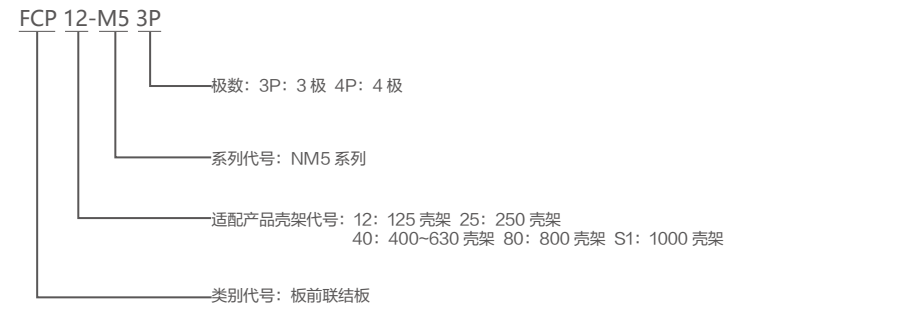 FCP 12-M5 3P
极数：3P：3 极 4P：4 极
系列代号：NM5 系列
适配产品壳架代号：12：125 壳架 25：250 壳架
40：400~630 壳架 80：800 壳架 S1：1000 壳架
类别代号：板前联结板